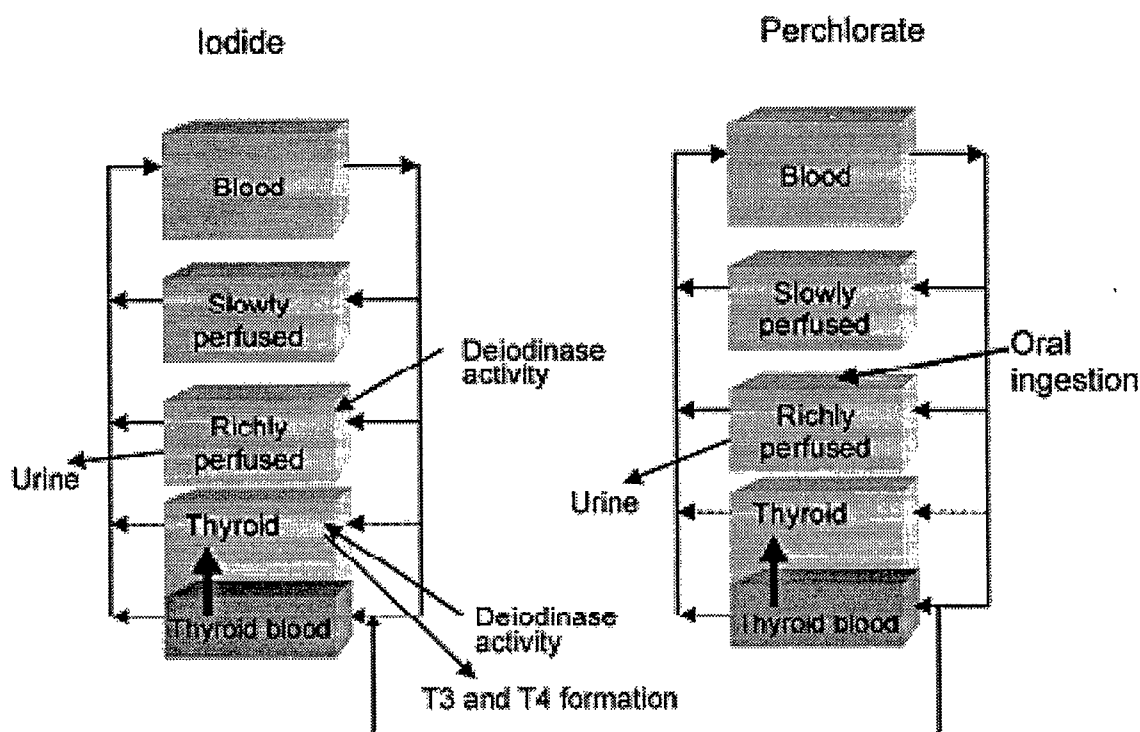 Iodide
Blood
Slowly
perfused
Deiodinase
activity
Richly
perfused
Urine
Thyroid
Thyroid blood
Deiodinase
activity
T3 and T4 formation
Perchlorate
Blood
Slowly
perfused
Oral
ingestion
Richly
perfused
Urine
Thyroid
Thyroid blood